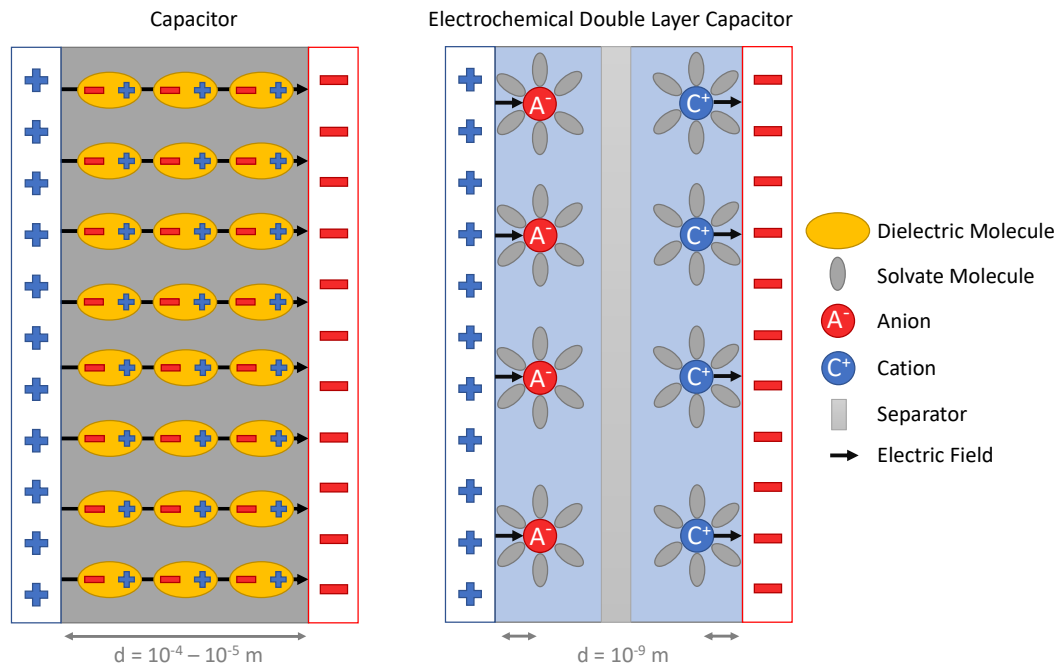 Capacitor
Electrochemical Double Layer Capacitor
A⁻ C⁺
A⁻ C⁺
A⁻ C⁺
A⁻ C⁺
Dielectric Molecule
Solvate Molecule
A⁻ Anion
C⁺ Cation
Separator
Electric Field
d = 10⁻⁴ – 10⁻⁵ m
d = 10⁻⁹ m